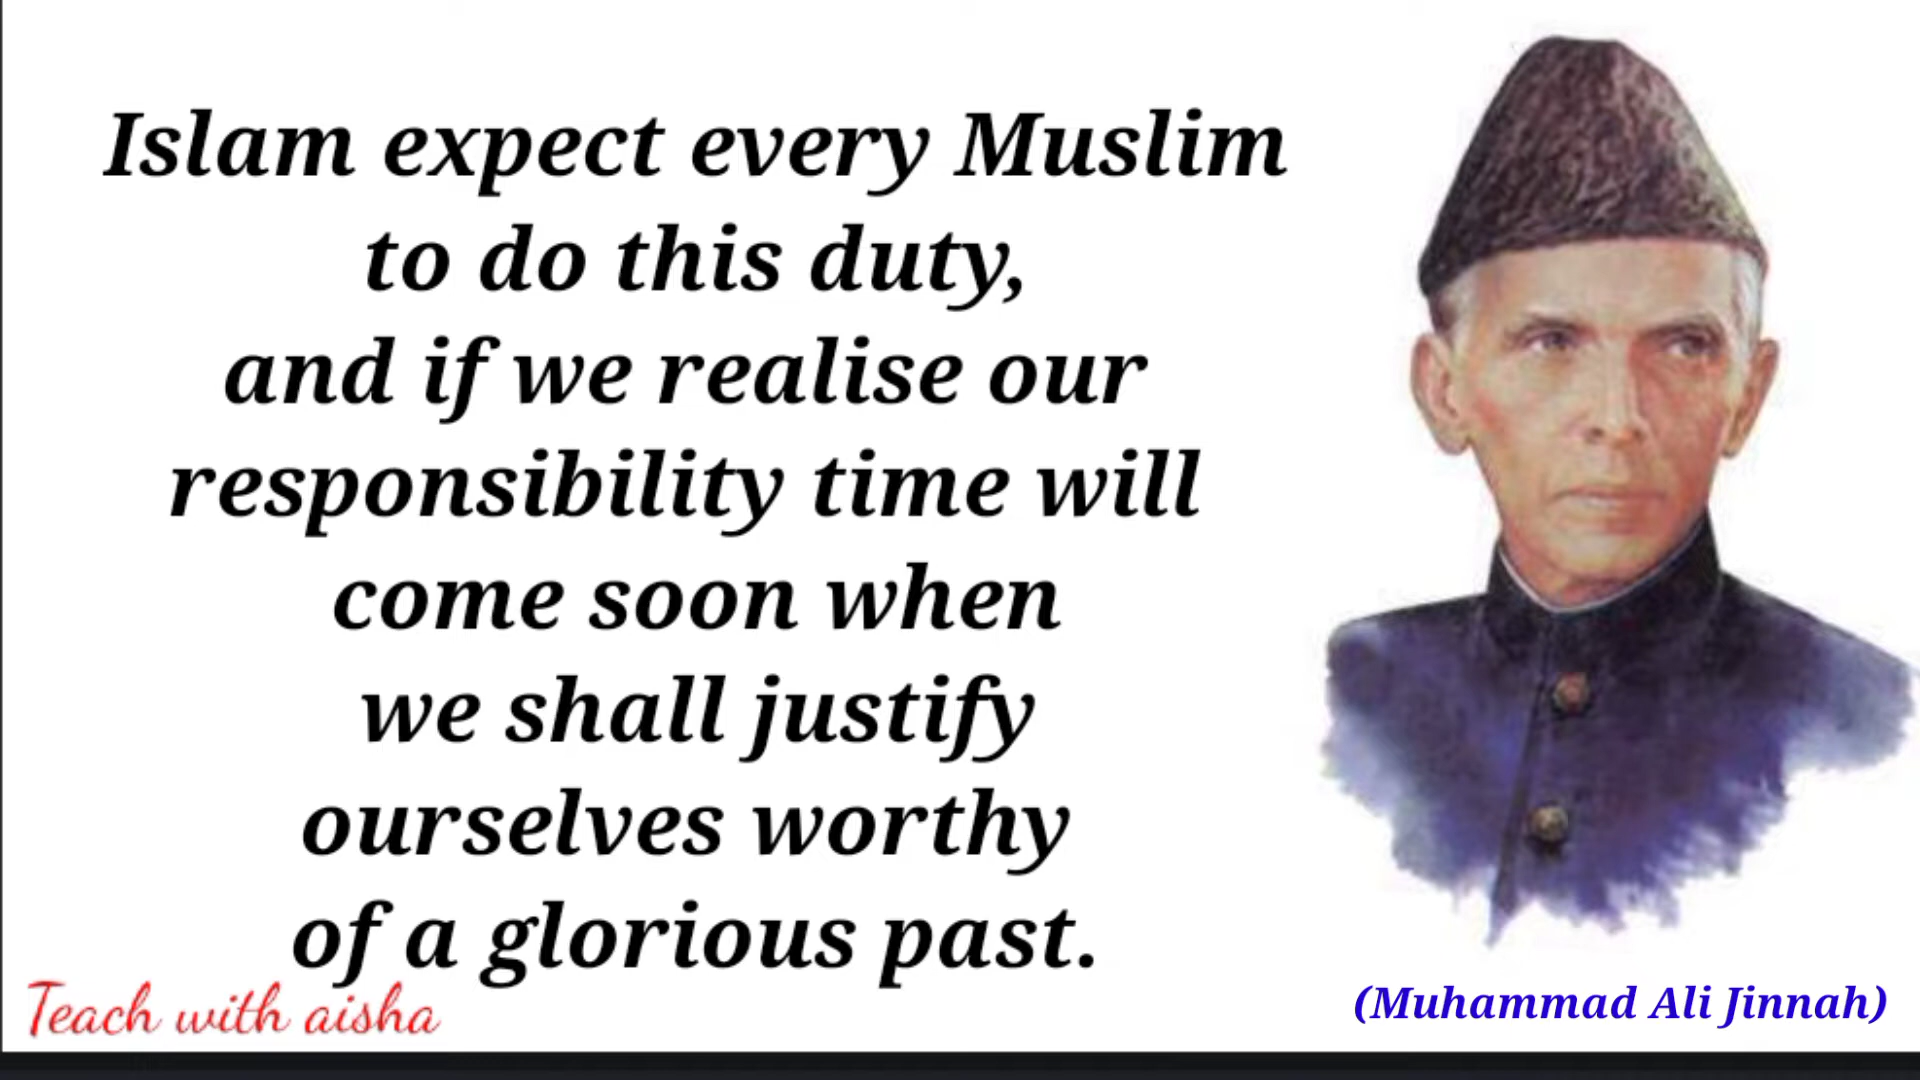 Islam expect every Muslim
to do this duty,
and if we realise our
responsibility time will
come soon when
we shall justify
ourselves worthy
of a glorious past.
Teach with aisha
(Muhammad Ali Jinnah)